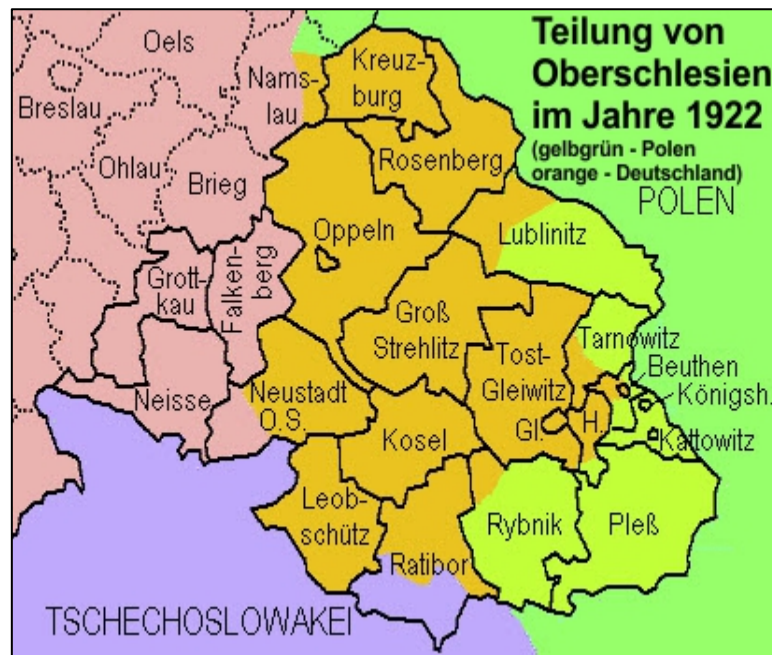 Teilung von
Oberschlesien
im Jahre 1922
(gelbgrün - Polen
orange - Deutschland)
POLEN
Oels
Kreuz-
burg
Nams-
lau
Breslau
Ohlau
Brieg
Rosenberg
Oppeln
Lublinitz
Grott-
kau
Falken-
berg
Groß
Strehlitz
Tost-
Gleiwitz
Tarnowitz
Beuthen
Königsh.
Neisse
Neustadt
O.S.
Kosel
Gl.
H.
Kattowitz
Leob-
schütz
Ratibor
Rybnik
Pleß
TSCHECHOSLOWAKEI